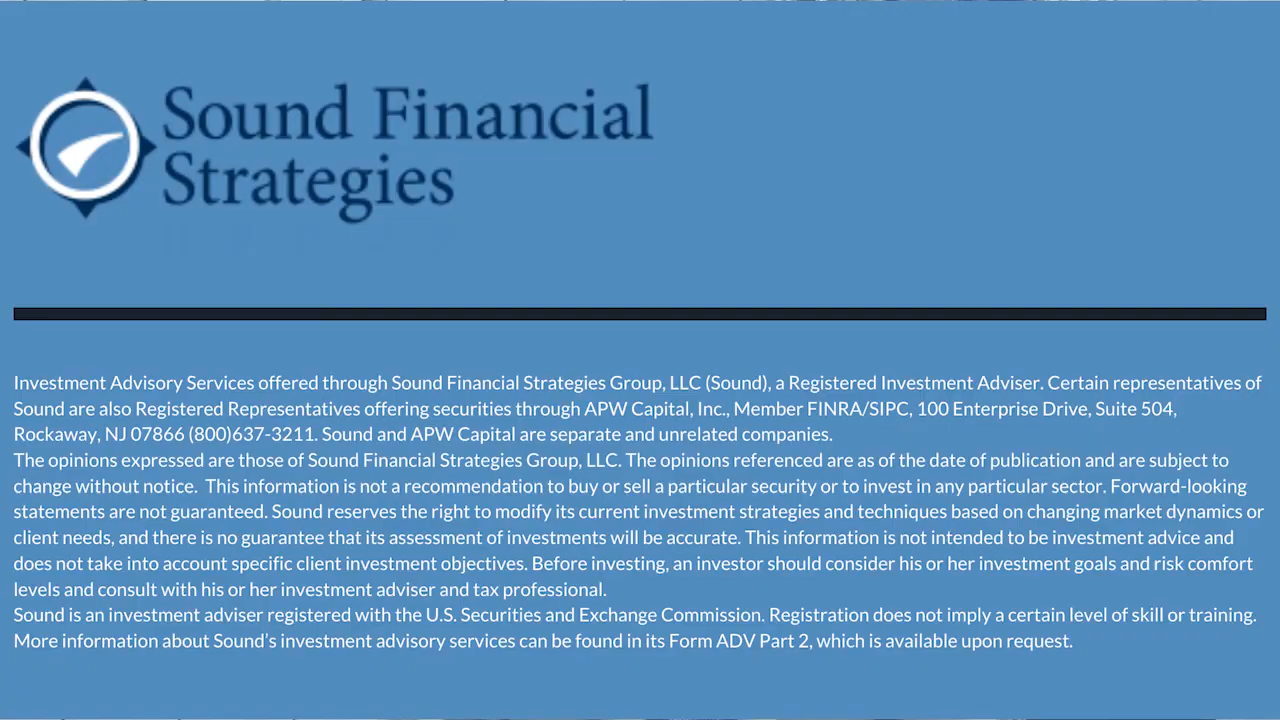 Sound Financial
Strategies
Investment Advisory Services offered through Sound Financial Strategies Group, LLC (Sound), a Registered Investment Adviser. Certain representatives of
Sound are also Registered Representatives offering securities through APW Capital, Inc., Member FINRA/SIPC, 100 Enterprise Drive, Suite 504,
Rockaway, NJ 07866 (800)637-3211. Sound and APW Capital are separate and unrelated companies.
The opinions expressed are those of Sound Financial Strategies Group, LLC. The opinions referenced are as of the date of publication and are subject to
change without notice.  This information is not a recommendation to buy or sell a particular security or to invest in any particular sector. Forward-looking
statements are not guaranteed. Sound reserves the right to modify its current investment strategies and techniques based on changing market dynamics or
client needs, and there is no guarantee that its assessment of investments will be accurate. This information is not intended to be investment advice and
does not take into account specific client investment objectives. Before investing, an investor should consider his or her investment goals and risk comfort
levels and consult with his or her investment adviser and tax professional.
Sound is an investment adviser registered with the U.S. Securities and Exchange Commission. Registration does not imply a certain level of skill or training.
More information about Sound's investment advisory services can be found in its Form ADV Part 2, which is available upon request.